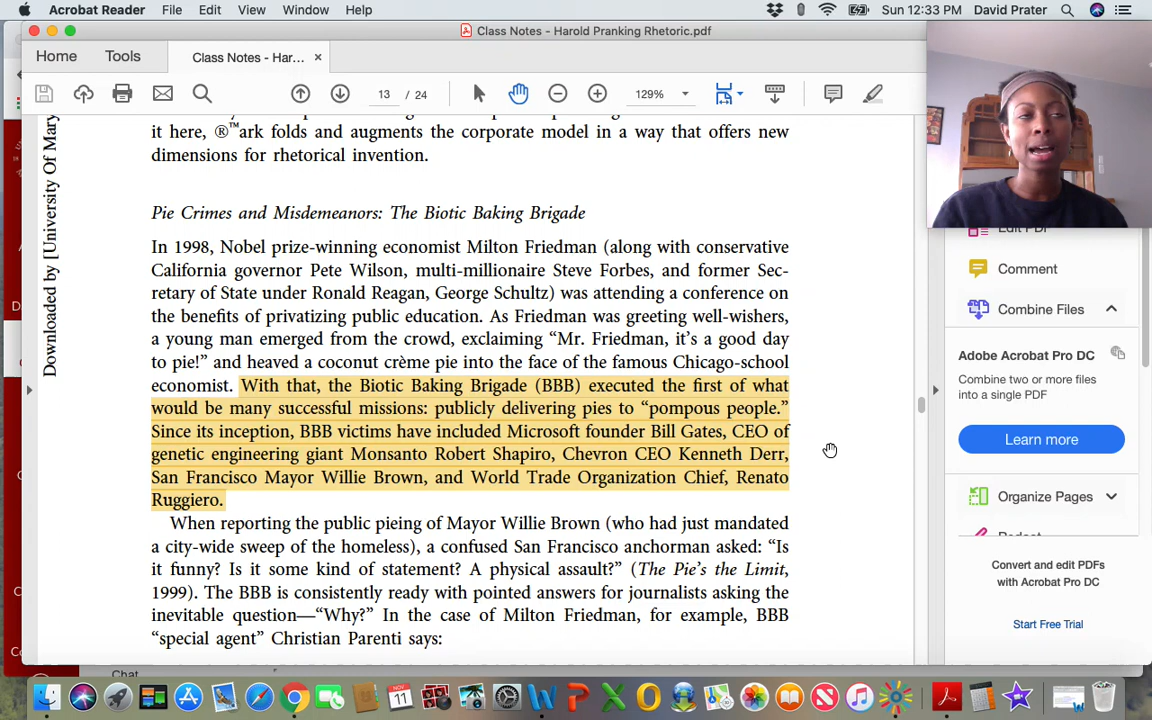 Acrobat Reader File Edit View Window Help Sun 12:33 PM David Prater
Class Notes - Harold Pranking Rhetoric.pdf
Home Tools Class Notes - Har... ×
13 / 24 129%
Downloaded by [University Of Mary
it here, ®™ark folds and augments the corporate model in a way that offers new
dimensions for rhetorical invention.
Pie Crimes and Misdemeanors: The Biotic Baking Brigade
In 1998, Nobel prize-winning economist Milton Friedman (along with conservative
California governor Pete Wilson, multi-millionaire Steve Forbes, and former Sec-
retary of State under Ronald Reagan, George Schultz) was attending a conference on
the benefits of privatizing public education. As Friedman was greeting well-wishers,
a young man emerged from the crowd, exclaiming “Mr. Friedman, it’s a good day
to pie!” and heaved a coconut crème pie into the face of the famous Chicago-school
economist. With that, the Biotic Baking Brigade (BBB) executed the first of what
would be many successful missions: publicly delivering pies to “pompous people.”
Since its inception, BBB victims have included Microsoft founder Bill Gates, CEO of
genetic engineering giant Monsanto Robert Shapiro, Chevron CEO Kenneth Derr,
San Francisco Mayor Willie Brown, and World Trade Organization Chief, Renato
Ruggiero.
When reporting the public pieing of Mayor Willie Brown (who had just mandated
a city-wide sweep of the homeless), a confused San Francisco anchorman asked: “Is
it funny? Is it some kind of statement? A physical assault?” (The Pie’s the Limit,
1999). The BBB is consistently ready with pointed answers for journalists asking the
inevitable question—“Why?” In the case of Milton Friedman, for example, BBB
“special agent” Christian Parenti says:
Edit PDF
Comment
Combine Files
Adobe Acrobat Pro DC
Combine two or more files
into a single PDF
Learn more
Organize Pages
Redact
Convert and edit PDFs
with Acrobat Pro DC
Start Free Trial
Chat
NOV
11